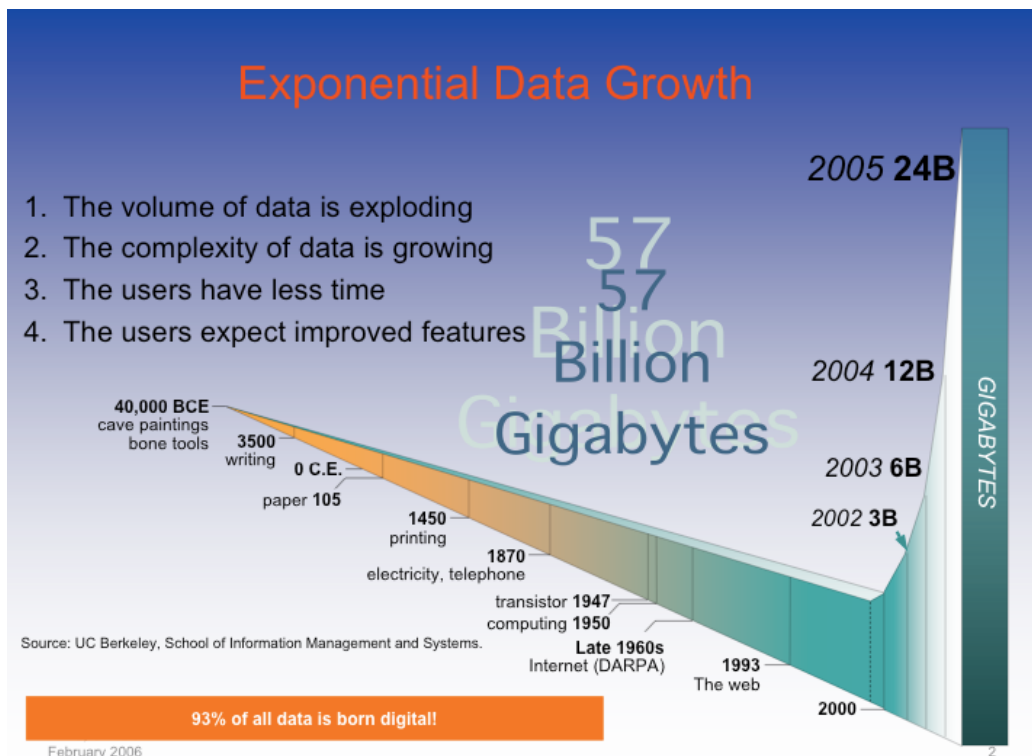 Exponential Data Growth
1. The volume of data is exploding
2. The complexity of data is growing
3. The users have less time
4. The users expect improved features
57
57
Billion
Billion
Gigabytes
Gigabytes
2005 24B
2004 12B
2003 6B
2002 3B
GIGABYTES
40,000 BCE
cave paintings
bone tools
3500
writing
0 C.E.
paper 105
1450
printing
1870
electricity, telephone
transistor 1947
computing 1950
Late 1960s
Internet (DARPA)
1993
The web
2000
Source: UC Berkeley, School of Information Management and Systems.
93% of all data is born digital!
February 2006
2